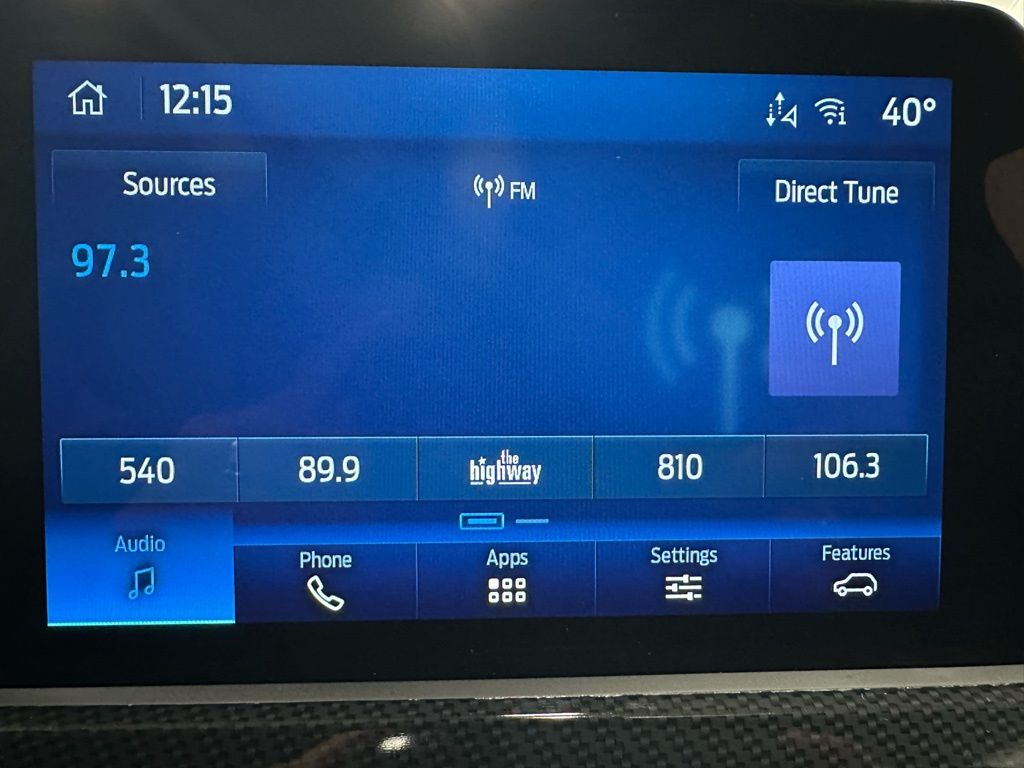 12:15
40°
Sources
FM
Direct Tune
97.3
540
89.9
the
highway
810
106.3
Audio
Phone
Apps
Settings
Features